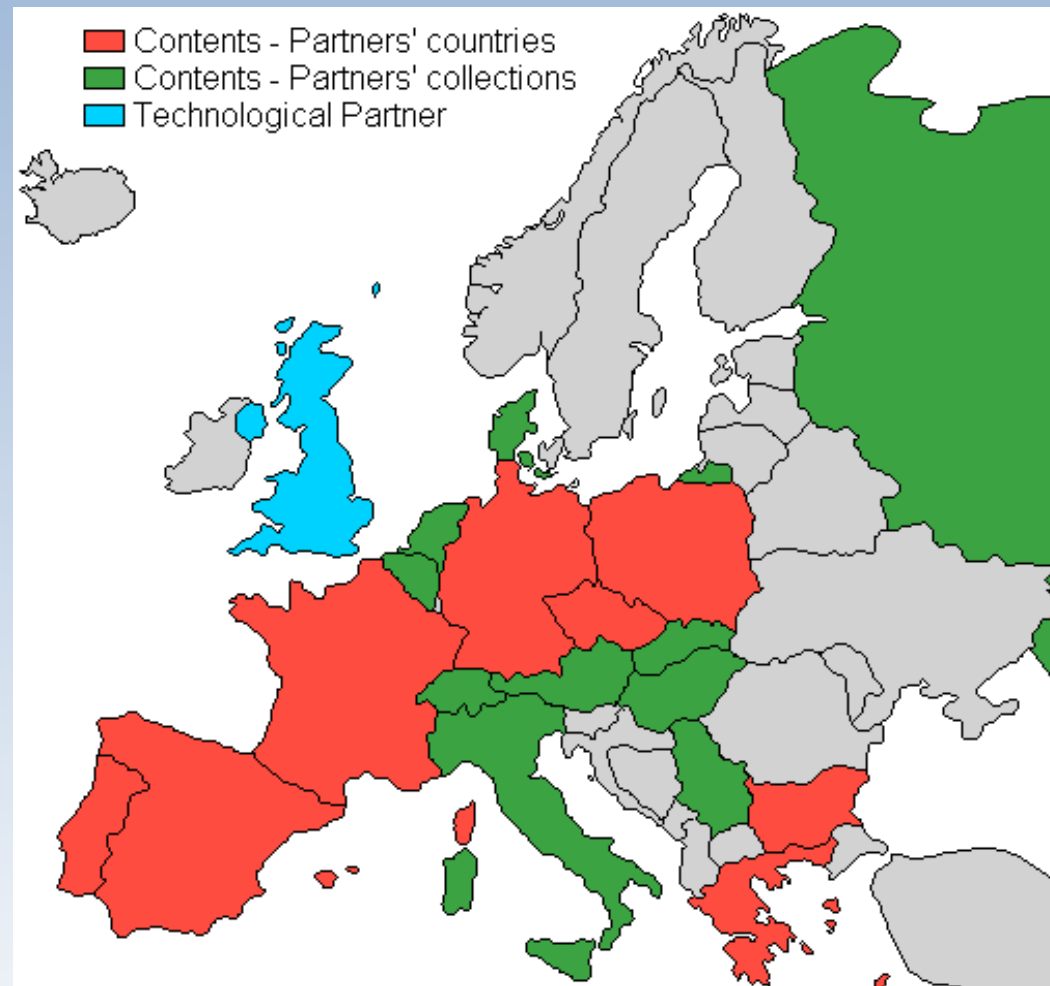 Contents - Partners' countries
Contents - Partners' collections
Technological Partner